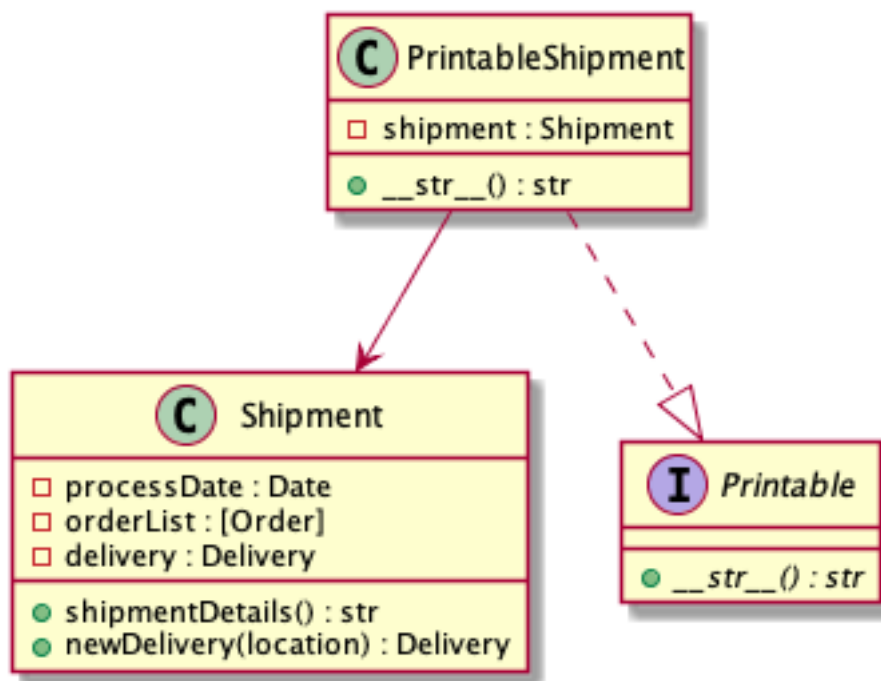 C PrintableShipment
shipment : Shipment
__str__() : str
C Shipment
processDate : Date
orderList : [Order]
delivery : Delivery
shipmentDetails() : str
newDelivery(location) : Delivery
I Printable
__str__() : str